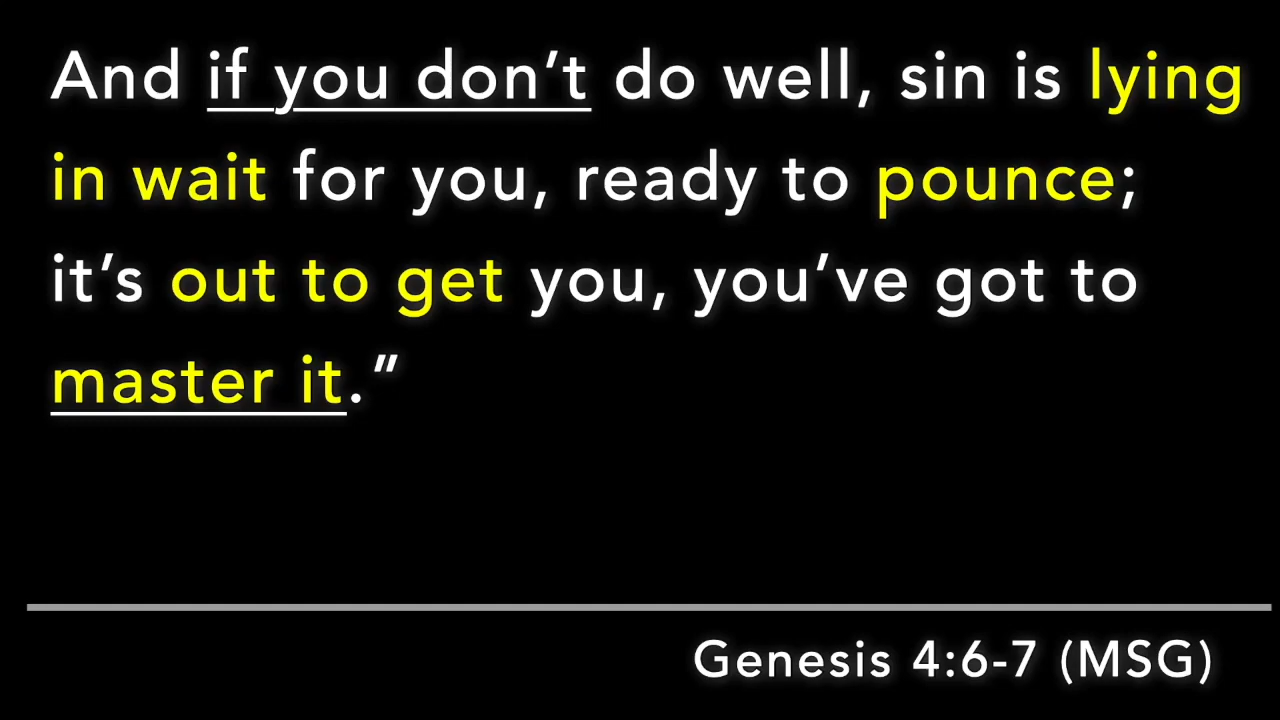 And if you don’t do well, sin is lying
in wait for you, ready to pounce;
it’s out to get you, you’ve got to
master it.”
Genesis 4:6-7 (MSG)